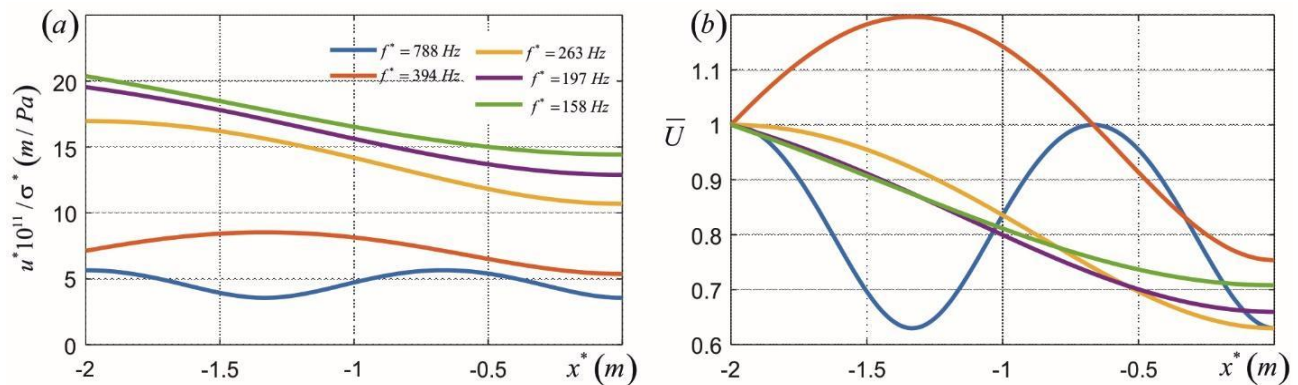 (a)
f* = 788 Hz
f* = 394 Hz
f* = 263 Hz
f* = 197 Hz
f* = 158 Hz
u*10¹¹ / σ* (m / Pa)
20
15
10
5
0
-2
-1.5
-1
-0.5
x* (m)
(b)
U̅
1.1
1
0.9
0.8
0.7
0.6
-2
-1.5
-1
-0.5
x* (m)